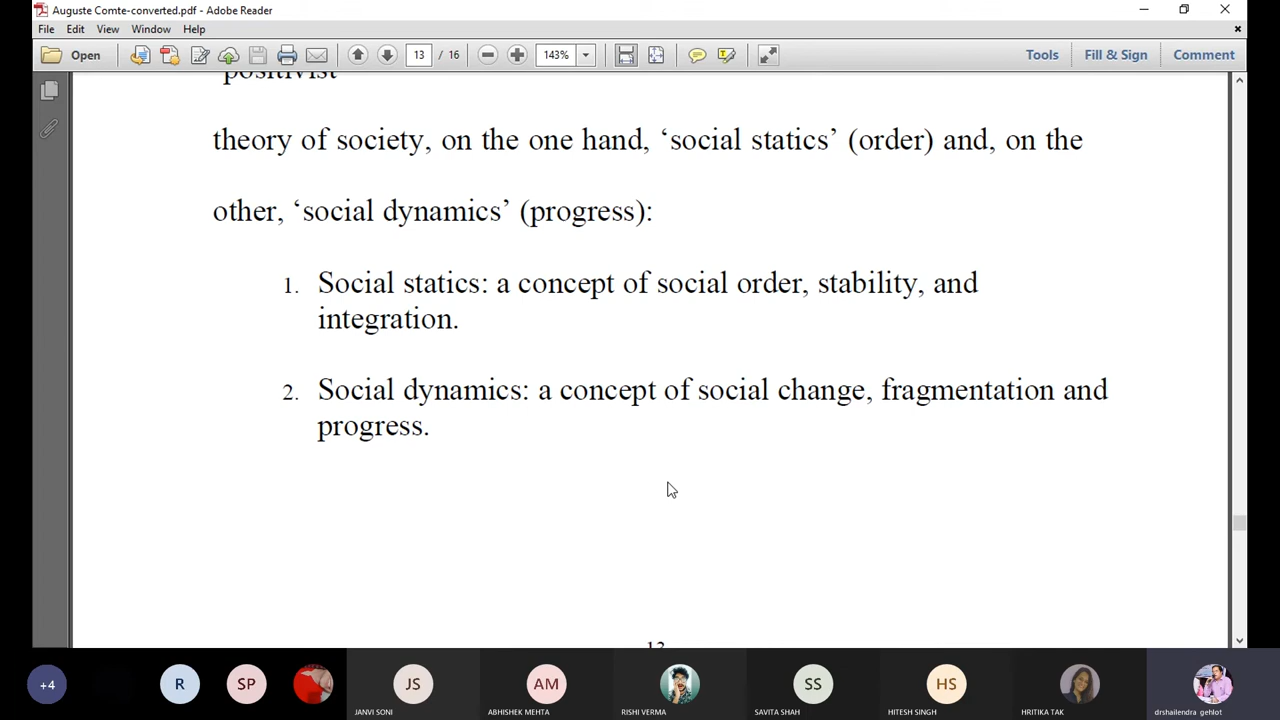 Auguste Comte-converted.pdf - Adobe Reader
File Edit View Window Help
Open 13 / 16 143% Tools Fill & Sign Comment
positivist
theory of society, on the one hand, ‘social statics’ (order) and, on the
other, ‘social dynamics’ (progress):
1. Social statics: a concept of social order, stability, and
integration.
2. Social dynamics: a concept of social change, fragmentation and
progress.
13
+4 R SP JS AM SS HS
JANVI SONI ABHISHEK MEHTA RISHI VERMA SAVITA SHAH HITESH SINGH HRITIKA TAK drshailendra gehlot